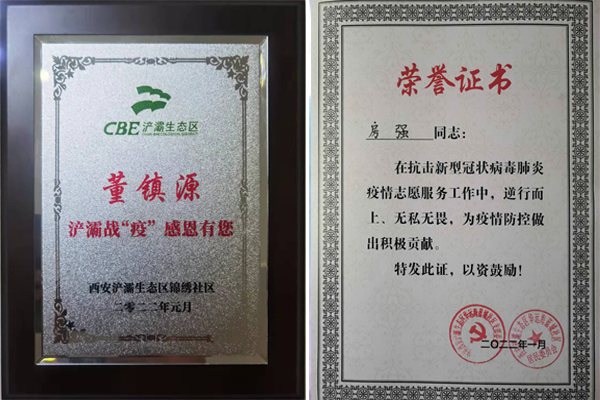 CBE 浐灞生态区
董镇源
浐灞战“疫”感恩有您
西安浐灞生态区锦绣社区
二零二二年元月
荣誉证书
房强 同志：
在抗击新型冠状病毒肺炎
疫情志愿服务工作中，逆行而
上、无私无畏，为疫情防控做
出积极贡献。
特发此证，以资鼓励！
二〇二二年一月